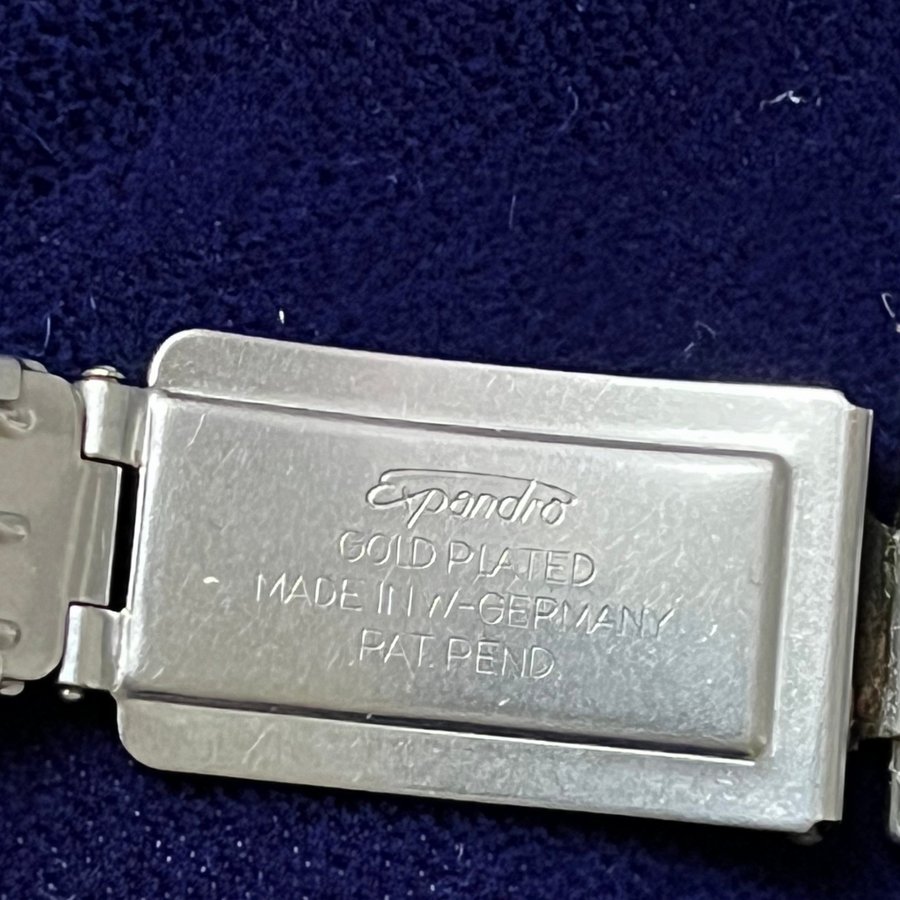 Expandro
GOLD PLATED
MADE IN W-GERMANY
PAT. PEND.